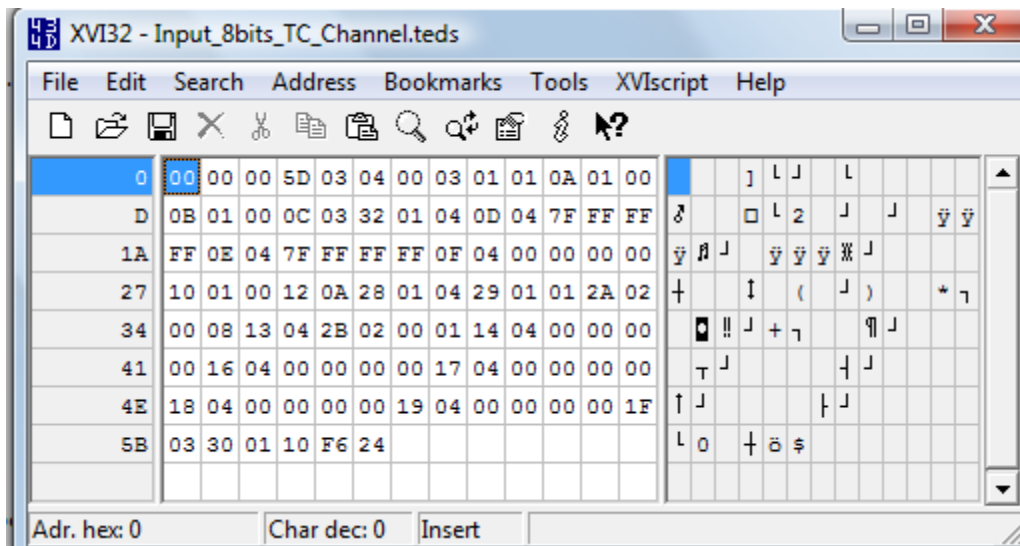 XVI32 - Input_8bits_TC_Channel.teds
File Edit Search Address Bookmarks Tools XVIscript Help
0 00 00 00 5D 03 04 00 03 01 01 0A 01 00 ] └ ┘ └
D 0B 01 00 0C 03 32 01 04 0D 04 7F FF FF ♂ □ └ 2 ┘ ┘ ÿ ÿ
1A FF 0E 04 7F FF FF FF 0F 04 00 00 00 00 ÿ ♫ ┘ ÿ ÿ ÿ ┘
27 10 01 00 12 0A 28 01 04 29 01 01 2A 02 ┼ ↕ ( ┘ ) * ┐
34 00 08 13 04 2B 02 00 01 14 04 00 00 00 ◘ ‼ ┘ + ┐ ¶ ┘
41 00 16 04 00 00 00 00 17 04 00 00 00 00 ┬ ┘ ┤ ┘
4E 18 04 00 00 00 00 19 04 00 00 00 00 1F ↑ ┘ ├ ┘
5B 03 30 01 10 F6 24 └ 0 ┼ ö $
Adr. hex: 0 Char dec: 0 Insert